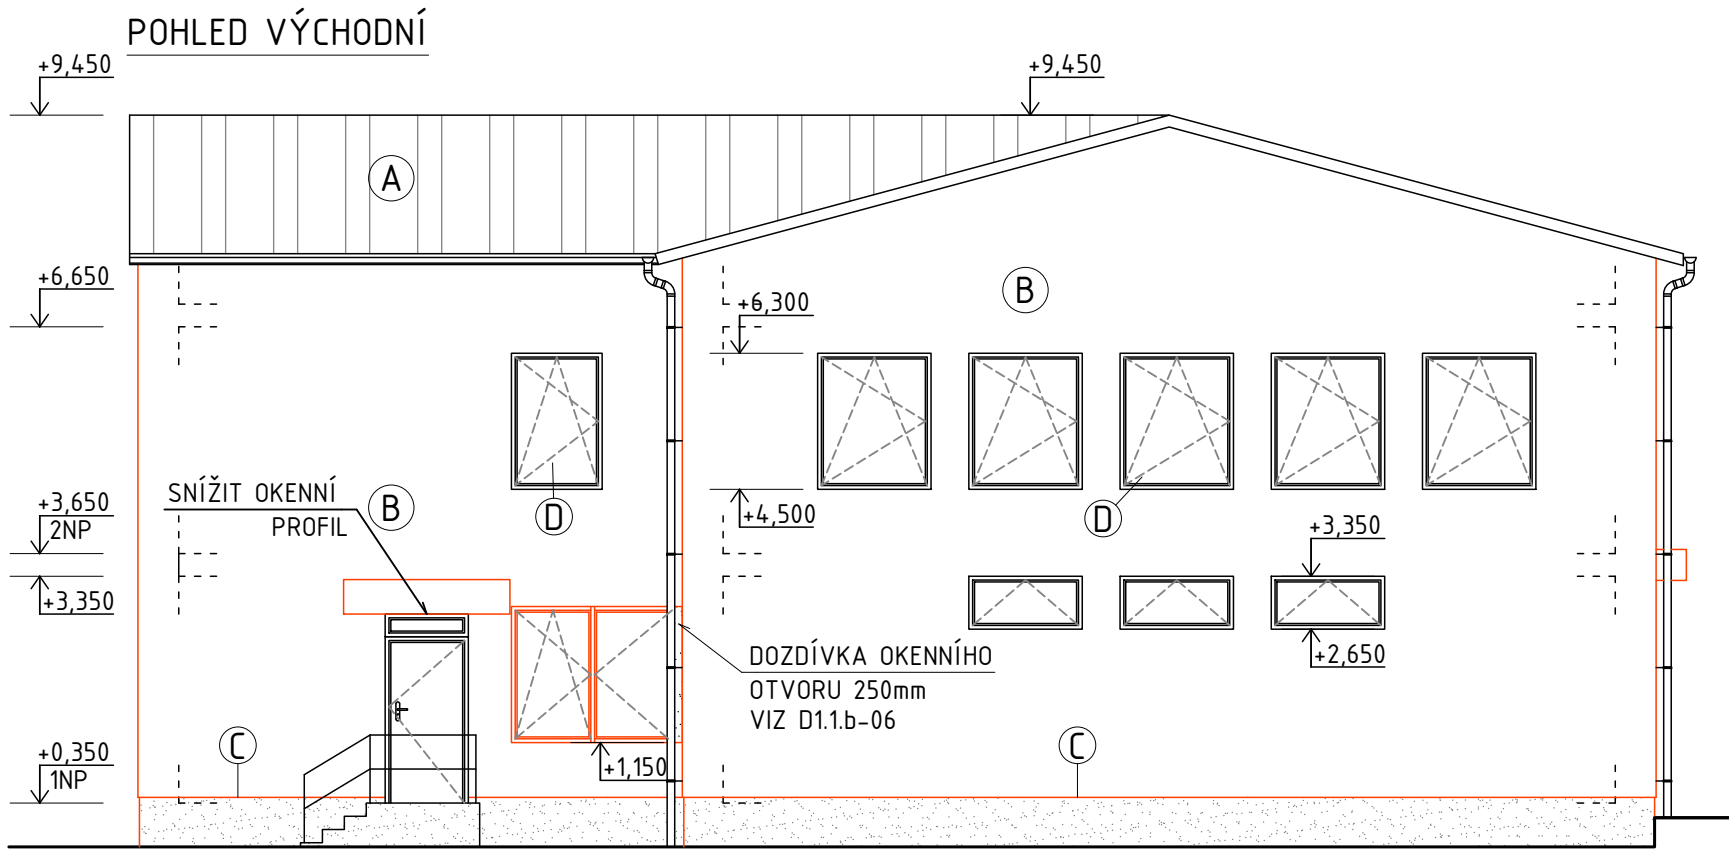 POHLED VÝCHODNÍ
+9,450
+9,450
A
+6,650
B
+6,300
SNÍŽIT OKENNÍ
PROFIL
B
D
+4,500
D
+3,650
2NP
+3,350
+3,350
+2,650
DOZDÍVKA OKENNÍHO
OTVORU 250mm
VIZ D1.1.b-06
C
C
+0,350
1NP
+1,150